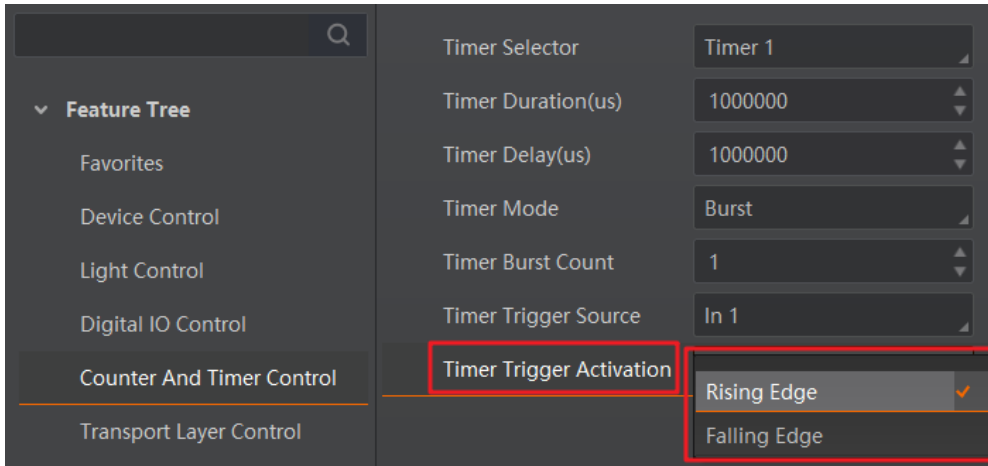 Feature Tree
Favorites
Device Control
Light Control
Digital IO Control
Counter And Timer Control
Transport Layer Control
Timer Selector Timer 1
Timer Duration(us) 1000000
Timer Delay(us) 1000000
Timer Mode Burst
Timer Burst Count 1
Timer Trigger Source In 1
Timer Trigger Activation
Rising Edge
Falling Edge